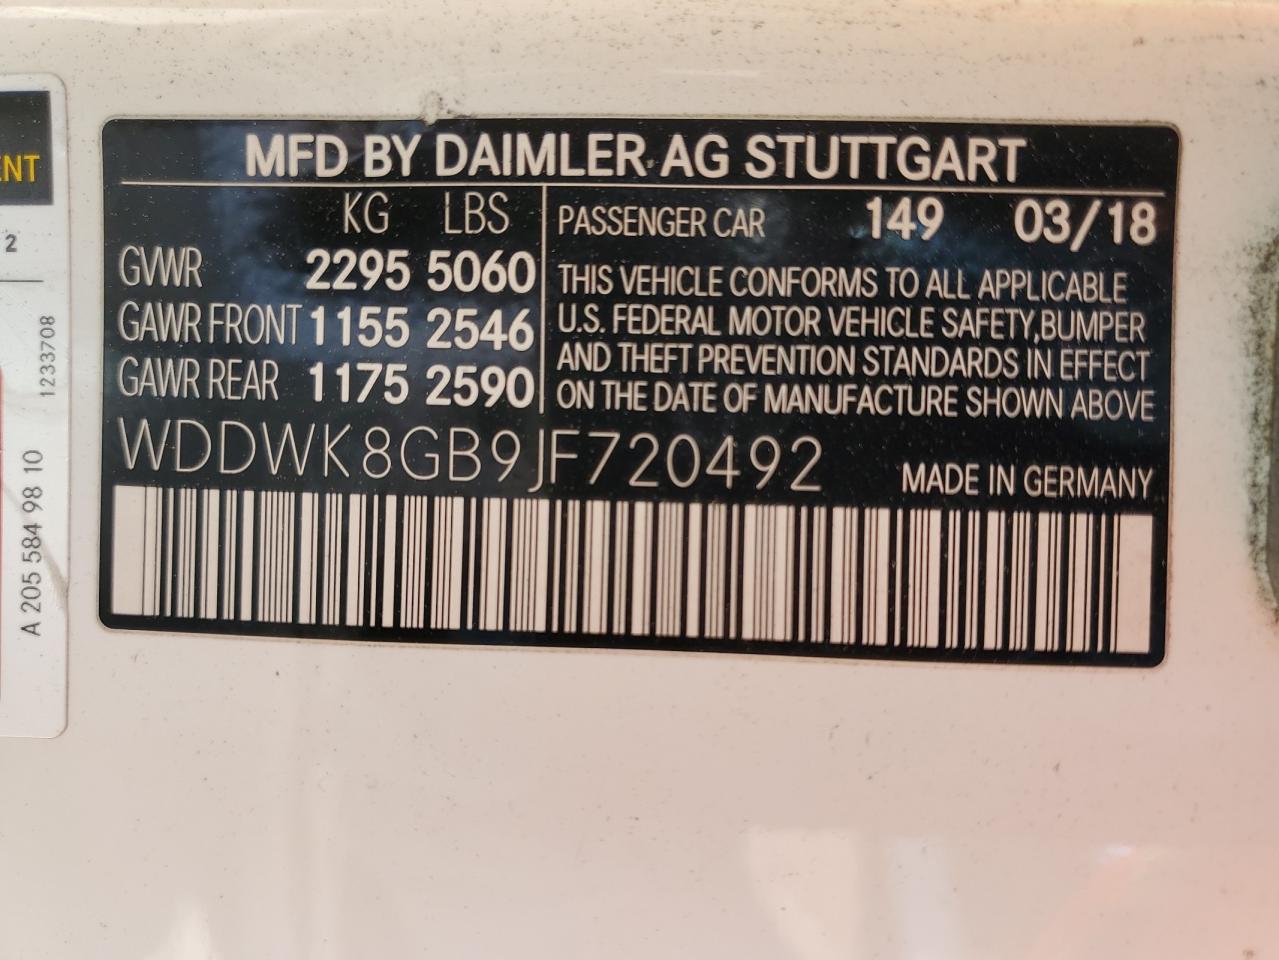 MFD BY DAIMLER AG STUTTGART
KG LBS
GVWR 2295 5060
GAWR FRONT 1155 2546
GAWR REAR 1175 2590
PASSENGER CAR 149 03/18
THIS VEHICLE CONFORMS TO ALL APPLICABLE
U.S. FEDERAL MOTOR VEHICLE SAFETY,BUMPER
AND THEFT PREVENTION STANDARDS IN EFFECT
ON THE DATE OF MANUFACTURE SHOWN ABOVE
WDDWK8GB9JF720492
MADE IN GERMANY
ENT
2
A 205 584 98 10 1233708